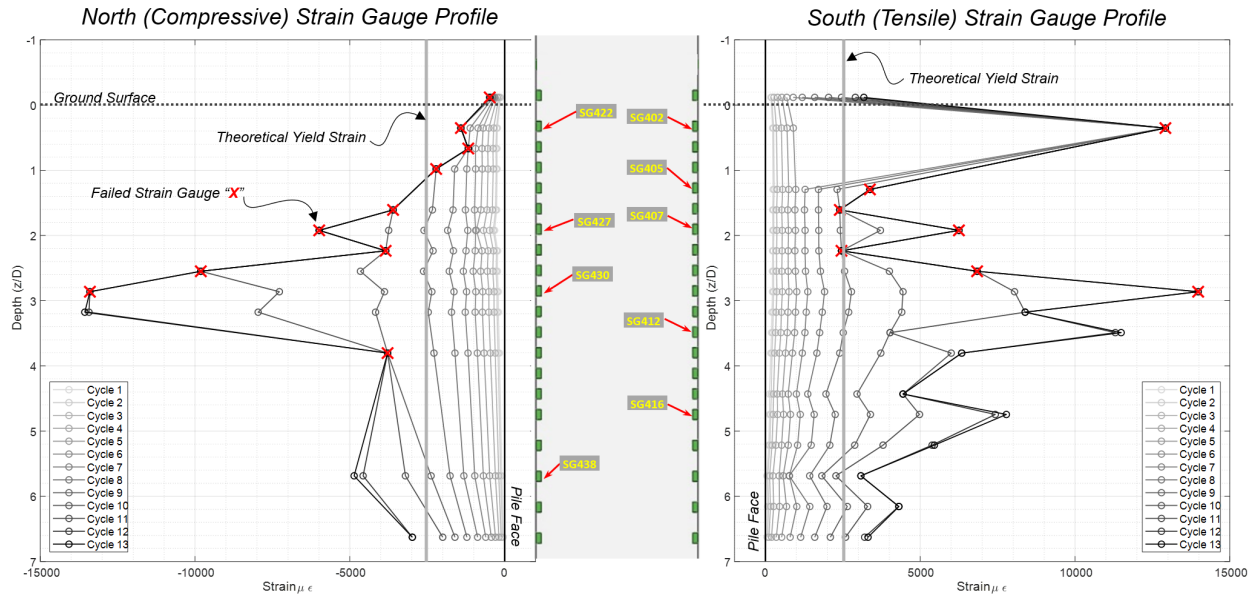 North (Compressive) Strain Gauge Profile
South (Tensile) Strain Gauge Profile
-1
0
1
2
3
4
5
6
7
Depth (z/D)
-15000
-10000
-5000
0
Strain μ ϵ
Ground Surface
Theoretical Yield Strain
Failed Strain Gauge "X"
Pile Face
Cycle 1
Cycle 2
Cycle 3
Cycle 4
Cycle 5
Cycle 6
Cycle 7
Cycle 8
Cycle 9
Cycle 10
Cycle 11
Cycle 12
Cycle 13
SG422
SG427
SG430
SG438
SG402
SG405
SG407
SG412
SG416
-1
0
1
2
3
4
5
6
7
Depth (z/D)
0
5000
10000
15000
Strain μ ϵ
Theoretical Yield Strain
Pile Face
Cycle 1
Cycle 2
Cycle 3
Cycle 4
Cycle 5
Cycle 6
Cycle 7
Cycle 8
Cycle 9
Cycle 10
Cycle 11
Cycle 12
Cycle 13